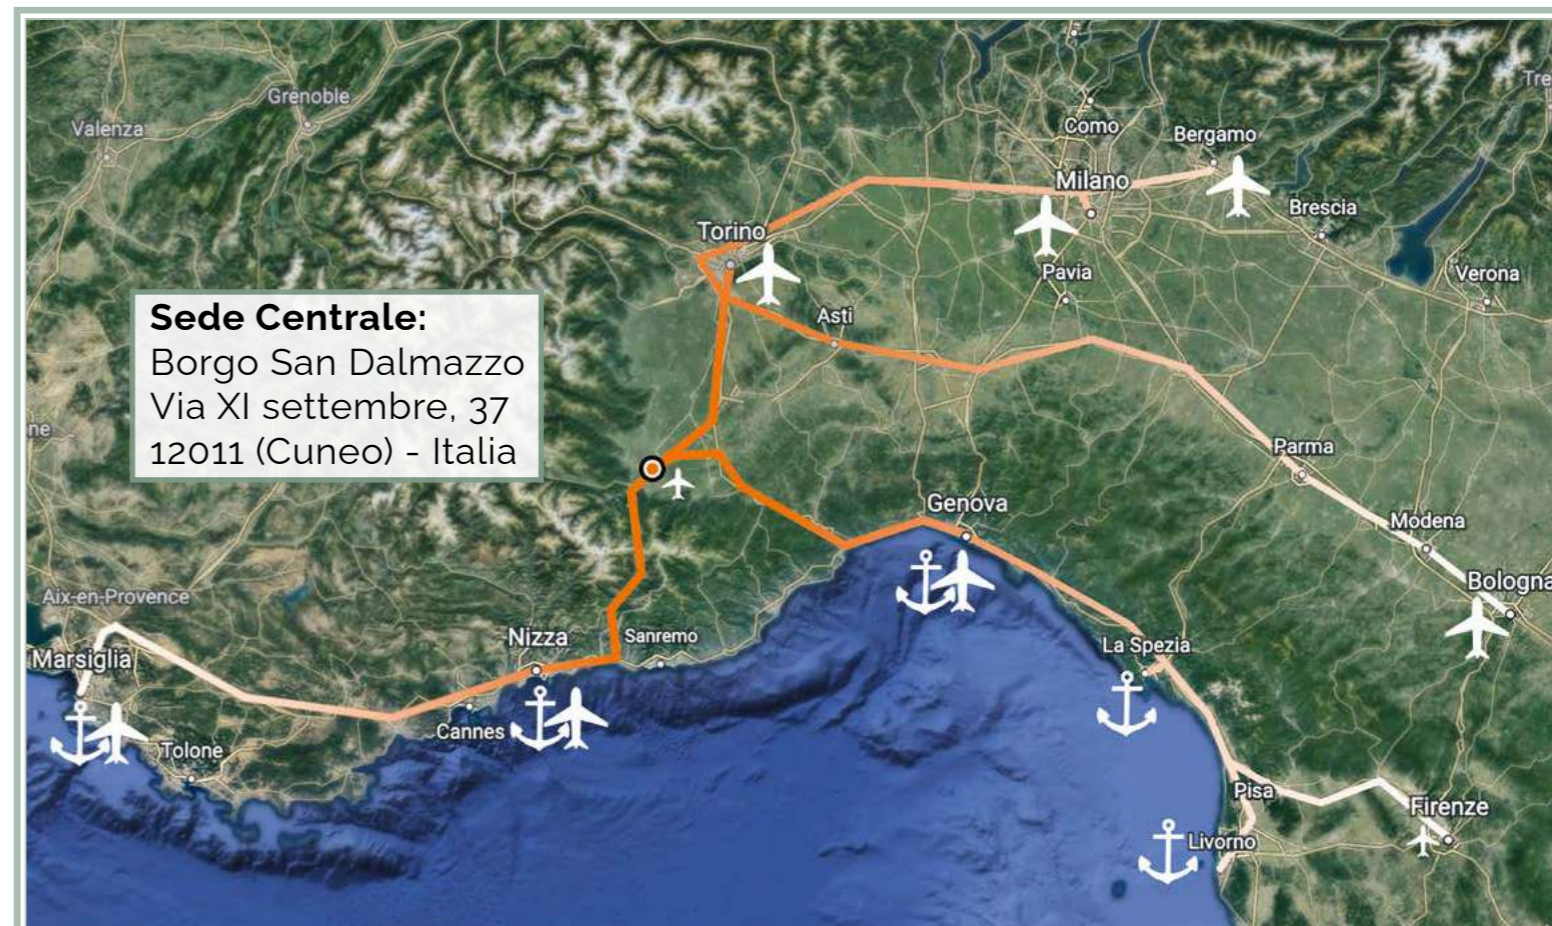 Grenoble
Valenza
Como
Bergamo
Milano
Brescia
Torino
Pavia
Verona
Asti
Sede Centrale:
Borgo San Dalmazzo
Via XI settembre, 37
12011 (Cuneo) - Italia
Tre
ne
Parma
Genova
Modena
Bologna
Aix-en-Provence
Nizza
Sanremo
Marsiglia
La Spezia
Cannes
Tolone
Pisa
Firenze
Livorno